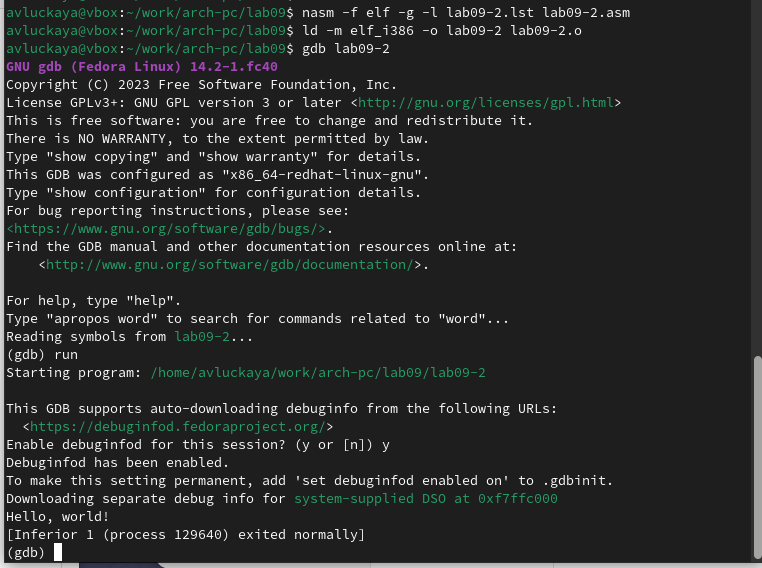 avluckaya@vbox:~/work/arch-pc/lab09$ nasm -f elf -g -l lab09-2.lst lab09-2.asm
avluckaya@vbox:~/work/arch-pc/lab09$ ld -m elf_i386 -o lab09-2 lab09-2.o
avluckaya@vbox:~/work/arch-pc/lab09$ gdb lab09-2
GNU gdb (Fedora Linux) 14.2-1.fc40
Copyright (C) 2023 Free Software Foundation, Inc.
License GPLv3+: GNU GPL version 3 or later <http://gnu.org/licenses/gpl.html>
This is free software: you are free to change and redistribute it.
There is NO WARRANTY, to the extent permitted by law.
Type "show copying" and "show warranty" for details.
This GDB was configured as "x86_64-redhat-linux-gnu".
Type "show configuration" for configuration details.
For bug reporting instructions, please see:
<https://www.gnu.org/software/gdb/bugs/>.
Find the GDB manual and other documentation resources online at:
    <http://www.gnu.org/software/gdb/documentation/>.

For help, type "help".
Type "apropos word" to search for commands related to "word"...
Reading symbols from lab09-2...
(gdb) run
Starting program: /home/avluckaya/work/arch-pc/lab09/lab09-2

This GDB supports auto-downloading debuginfo from the following URLs:
  <https://debuginfod.fedoraproject.org/>
Enable debuginfod for this session? (y or [n]) y
Debuginfod has been enabled.
To make this setting permanent, add 'set debuginfod enabled on' to .gdbinit.
Downloading separate debug info for system-supplied DSO at 0xf7ffc000
Hello, world!
[Inferior 1 (process 129640) exited normally]
(gdb)